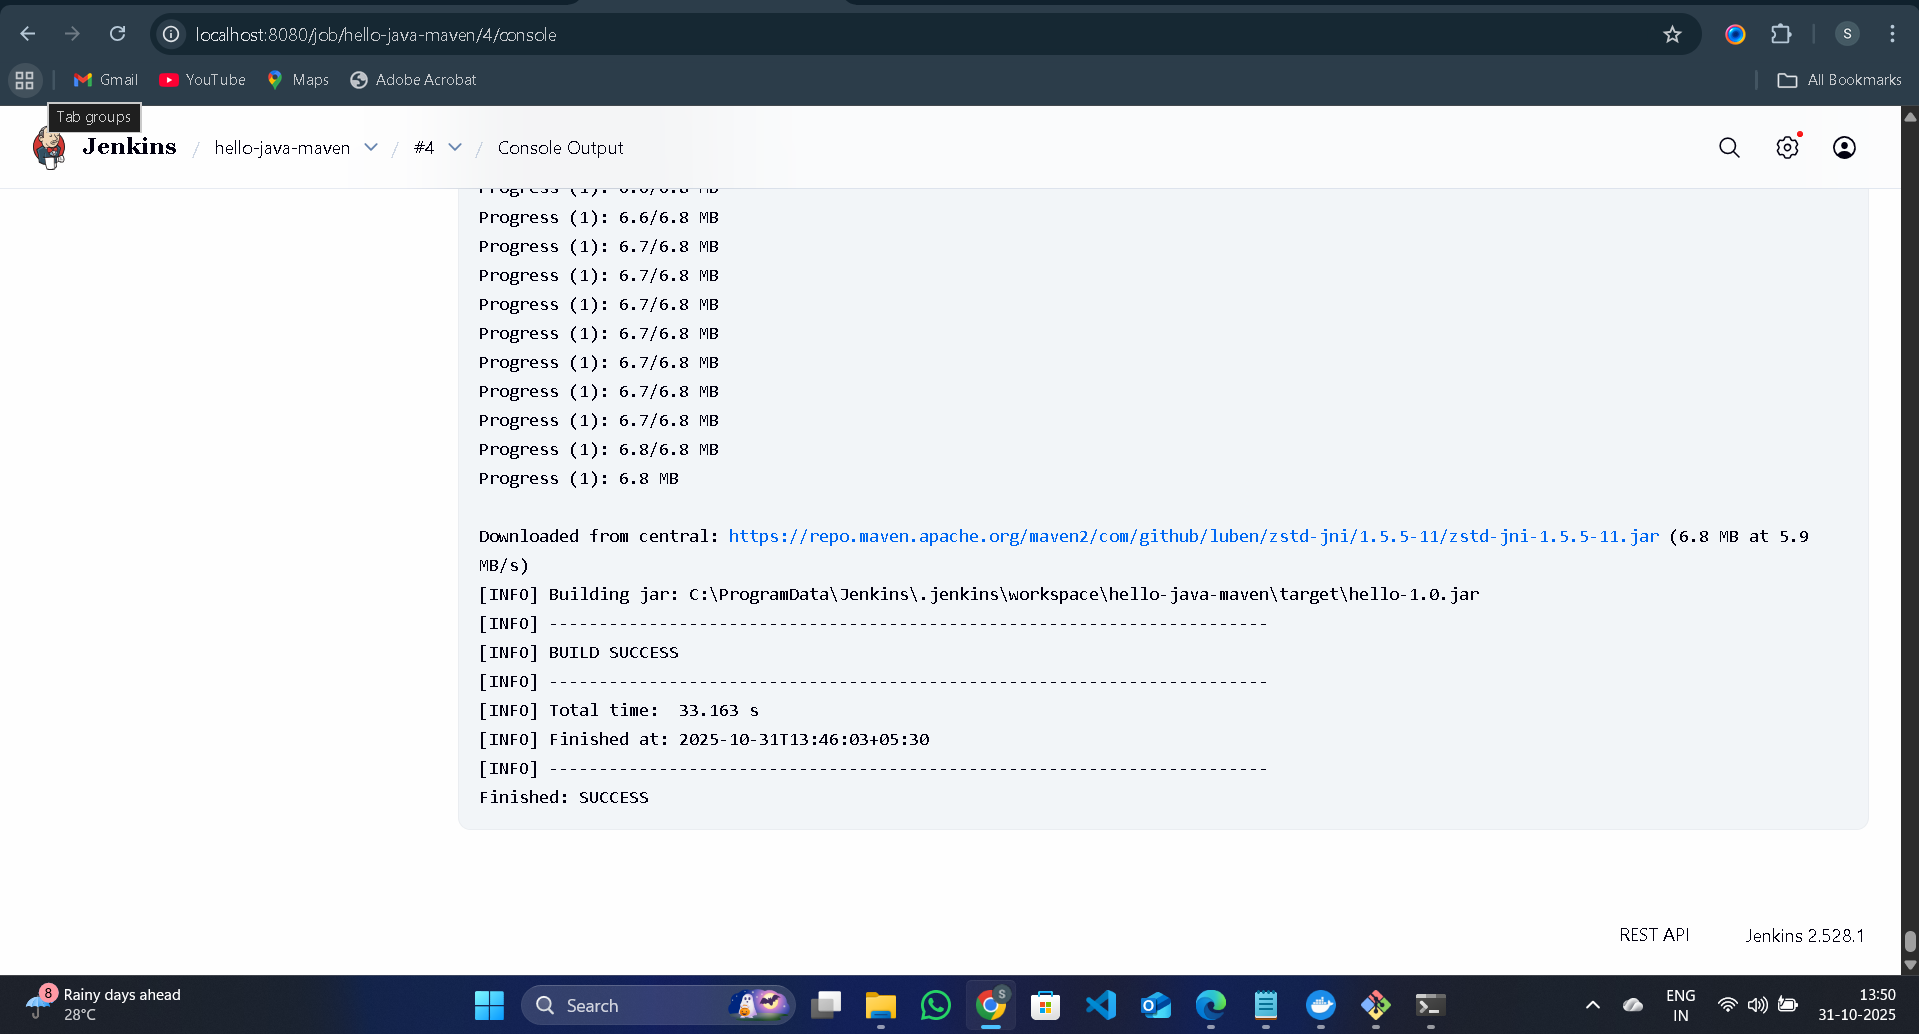 localhost:8080/job/hello-java-maven/4/console
S
Gmail
YouTube
Maps
Adobe Acrobat
All Bookmarks
Tab groups
Jenkins / hello-java-maven / #4 / Console Output
Progress (1): 6.6/6.8 MB
Progress (1): 6.6/6.8 MB
Progress (1): 6.7/6.8 MB
Progress (1): 6.7/6.8 MB
Progress (1): 6.7/6.8 MB
Progress (1): 6.7/6.8 MB
Progress (1): 6.7/6.8 MB
Progress (1): 6.7/6.8 MB
Progress (1): 6.7/6.8 MB
Progress (1): 6.8/6.8 MB
Progress (1): 6.8 MB
Downloaded from central: https://repo.maven.apache.org/maven2/com/github/luben/zstd-jni/1.5.5-11/zstd-jni-1.5.5-11.jar (6.8 MB at 5.9
MB/s)
[INFO] Building jar: C:\ProgramData\Jenkins\.jenkins\workspace\hello-java-maven\target\hello-1.0.jar
[INFO] ------------------------------------------------------------------------
[INFO] BUILD SUCCESS
[INFO] ------------------------------------------------------------------------
[INFO] Total time:  33.163 s
[INFO] Finished at: 2025-10-31T13:46:03+05:30
[INFO] ------------------------------------------------------------------------
Finished: SUCCESS
REST API
Jenkins 2.528.1
8
Rainy days ahead
28°C
Search
S
ENG
IN
13:50
31-10-2025